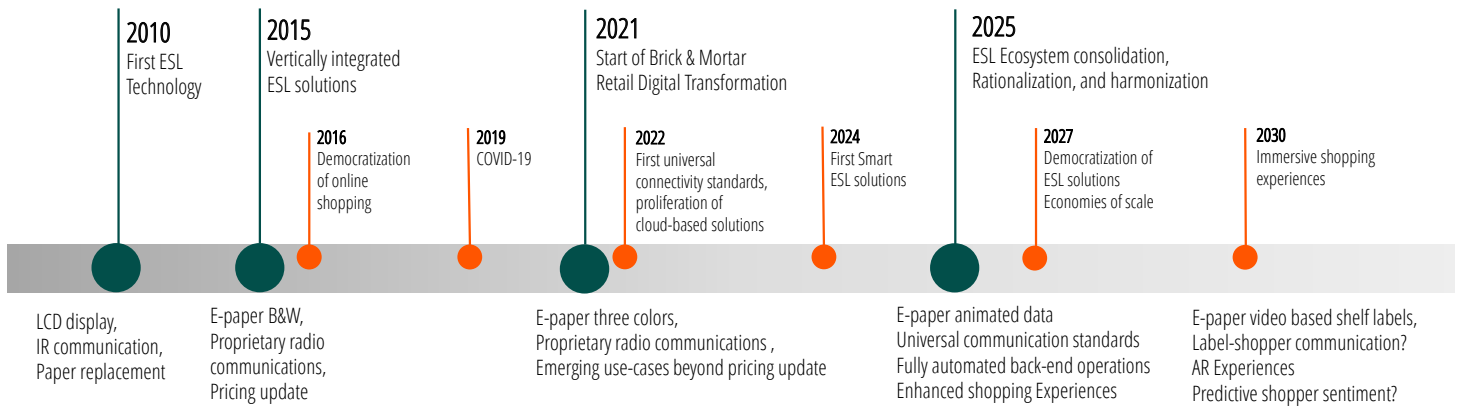 2010
First ESL
Technology
2015
Vertically integrated
ESL solutions
2021
Start of Brick & Mortar
Retail Digital Transformation
2025
ESL Ecosystem consolidation,
Rationalization, and harmonization
2016
Democratization
of online
shopping
2019
COVID-19
2022
First universal
connectivity standards,
proliferation of
cloud-based solutions
2024
First Smart
ESL solutions
2027
Democratization of
ESL solutions
Economies of scale
2030
Immersive shopping
experiences
LCD display,
IR communication,
Paper replacement
E-paper B&W,
Proprietary radio
communications,
Pricing update
E-paper three colors,
Proprietary radio communications ,
Emerging use-cases beyond pricing update
E-paper animated data
Universal communication standards
Fully automated back-end operations
Enhanced shopping Experiences
E-paper video based shelf labels,
Label-shopper communication?
AR Experiences
Predictive shopper sentiment?